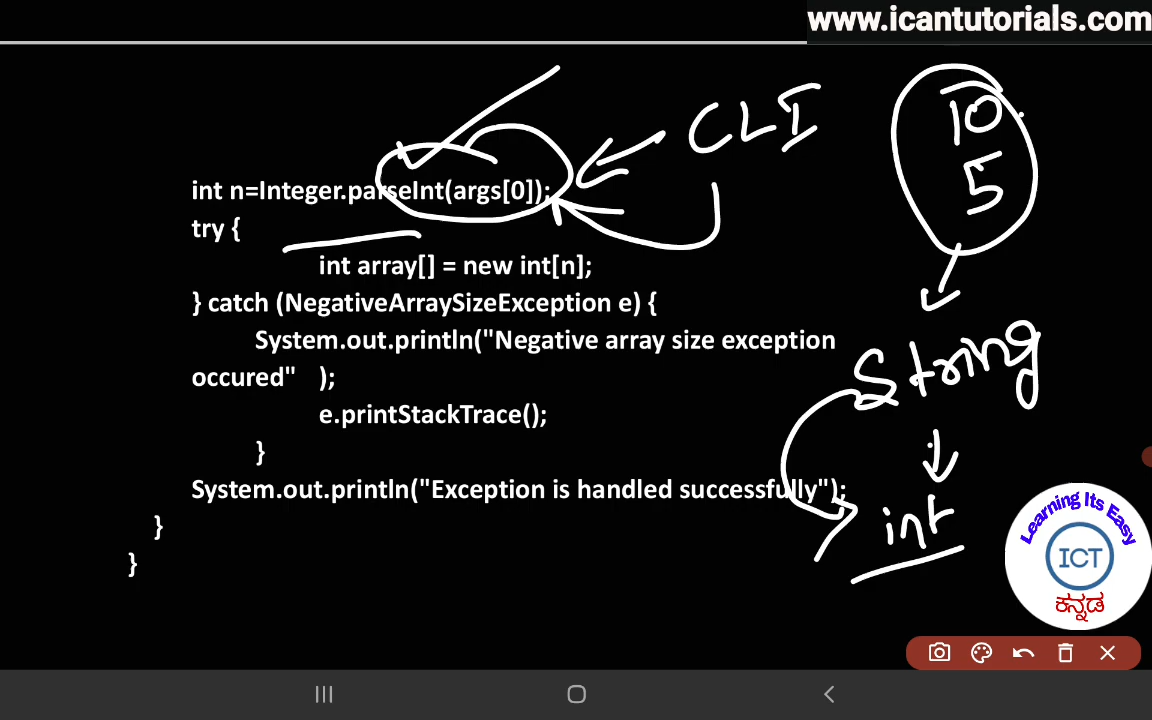 www.icantutorials.com
CLI
10
5
int n=Integer.parseInt(args[0]);
try {
int array[] = new int[n];
} catch (NegativeArraySizeException e) {
System.out.println("Negative array size exception
occured" );
String
e.printStackTrace();
}
System.out.println("Exception is handled successfully");
int
}
}
Learning Its Easy
ICT
ಕನ್ನಡ